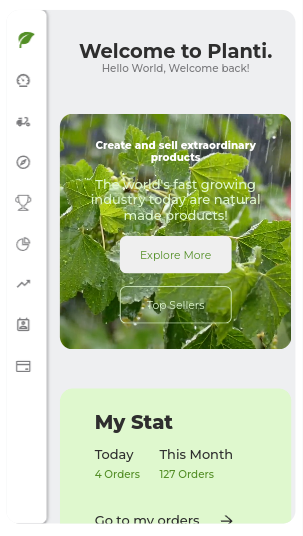 Welcome to Planti.
Hello World, Welcome back!
Create and sell extraordinary
products
The world's fast growing
industry today are natural
made products!
Explore More
Top Sellers
My Stat
Today
This Month
4 Orders
127 Orders
Go to my orders